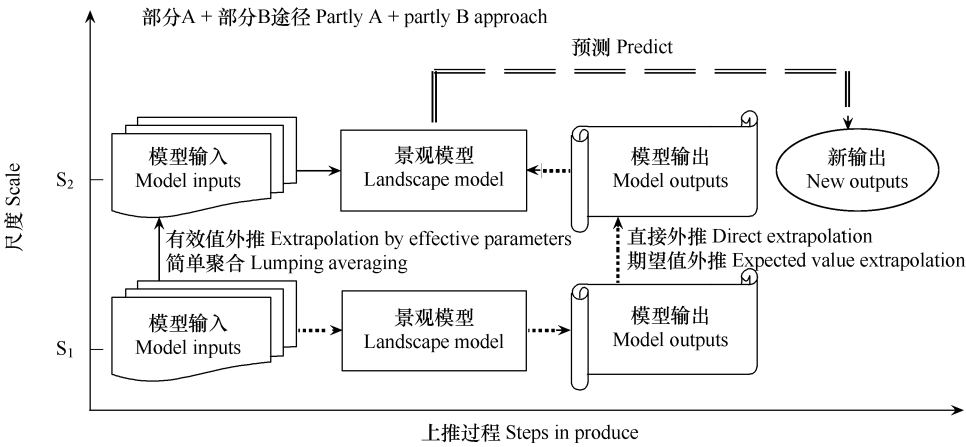 部分A + 部分B途径 Partly A + partly B approach
预测 Predict
尺度 Scale
S2
模型输入
Model inputs
景观模型
Landscape model
模型输出
Model outputs
新输出
New outputs
有效值外推 Extrapolation by effective parameters
简单聚合 Lumping averaging
直接外推 Direct extrapolation
期望值外推 Expected value extrapolation
S1
模型输入
Model inputs
景观模型
Landscape model
模型输出
Model outputs
上推过程 Steps in produce